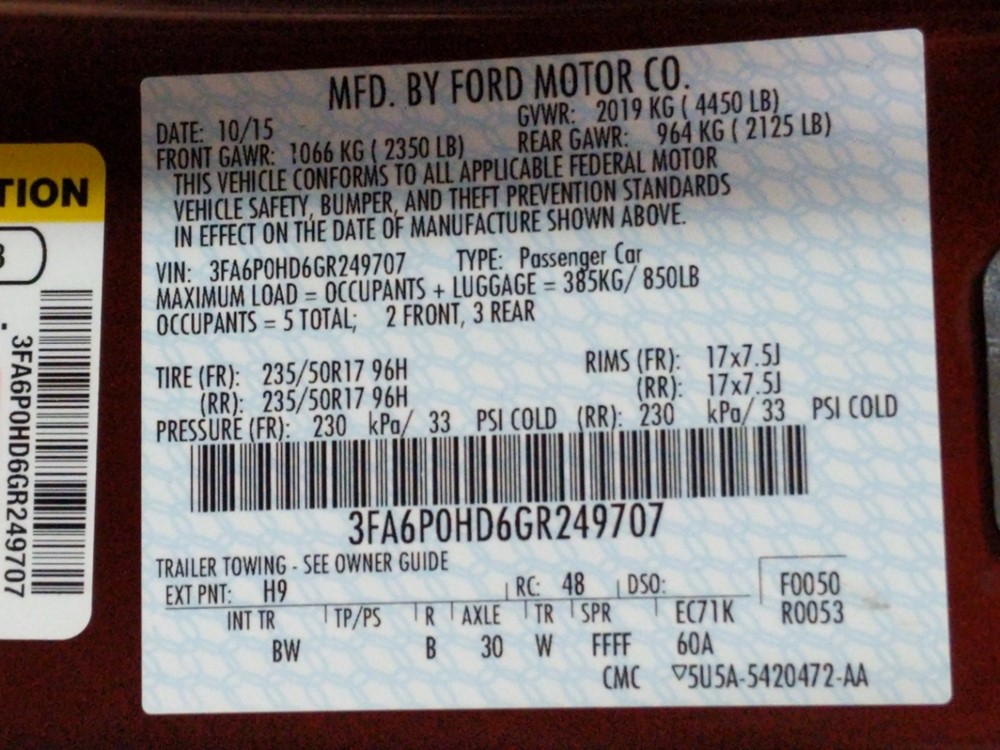 MFD. BY FORD MOTOR CO.
DATE: 10/15 GVWR: 2019 KG ( 4450 LB)
FRONT GAWR: 1066 KG ( 2350 LB) REAR GAWR: 964 KG ( 2125 LB)
THIS VEHICLE CONFORMS TO ALL APPLICABLE FEDERAL MOTOR
VEHICLE SAFETY, BUMPER, AND THEFT PREVENTION STANDARDS
IN EFFECT ON THE DATE OF MANUFACTURE SHOWN ABOVE.
VIN: 3FA6P0HD6GR249707 TYPE: Passenger Car
MAXIMUM LOAD = OCCUPANTS + LUGGAGE = 385KG/ 850LB
OCCUPANTS = 5 TOTAL; 2 FRONT, 3 REAR
TIRE (FR): 235/50R17 96H RIMS (FR): 17x7.5J
(RR): 235/50R17 96H (RR): 17x7.5J
PRESSURE (FR): 230 kPa/ 33 PSI COLD (RR): 230 kPa/ 33 PSI COLD
3FA6P0HD6GR249707
TRAILER TOWING - SEE OWNER GUIDE
EXT PNT: H9 RC: 48 DSO: F0050
INT TR TP/PS R AXLE TR SPR EC71K R0053
BW B 30 W FFFF 60A
CMC ▽5U5A-5420472-AA
TION
3
3FA6P0HD6GR249707